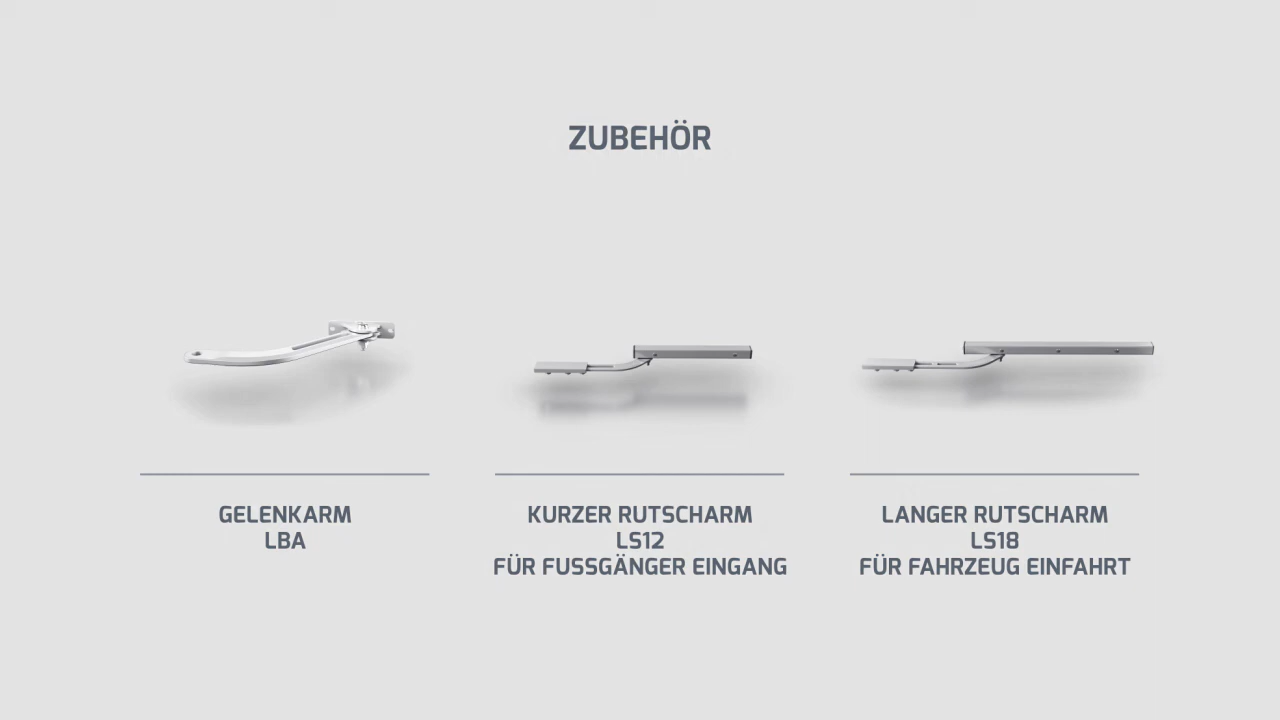 ZUBEHÖR
GELENKARM
LBA
KURZER RUTSCHARM
LS12
FÜR FUSSGÄNGER EINGANG
LANGER RUTSCHARM
LS18
FÜR FAHRZEUG EINFAHRT